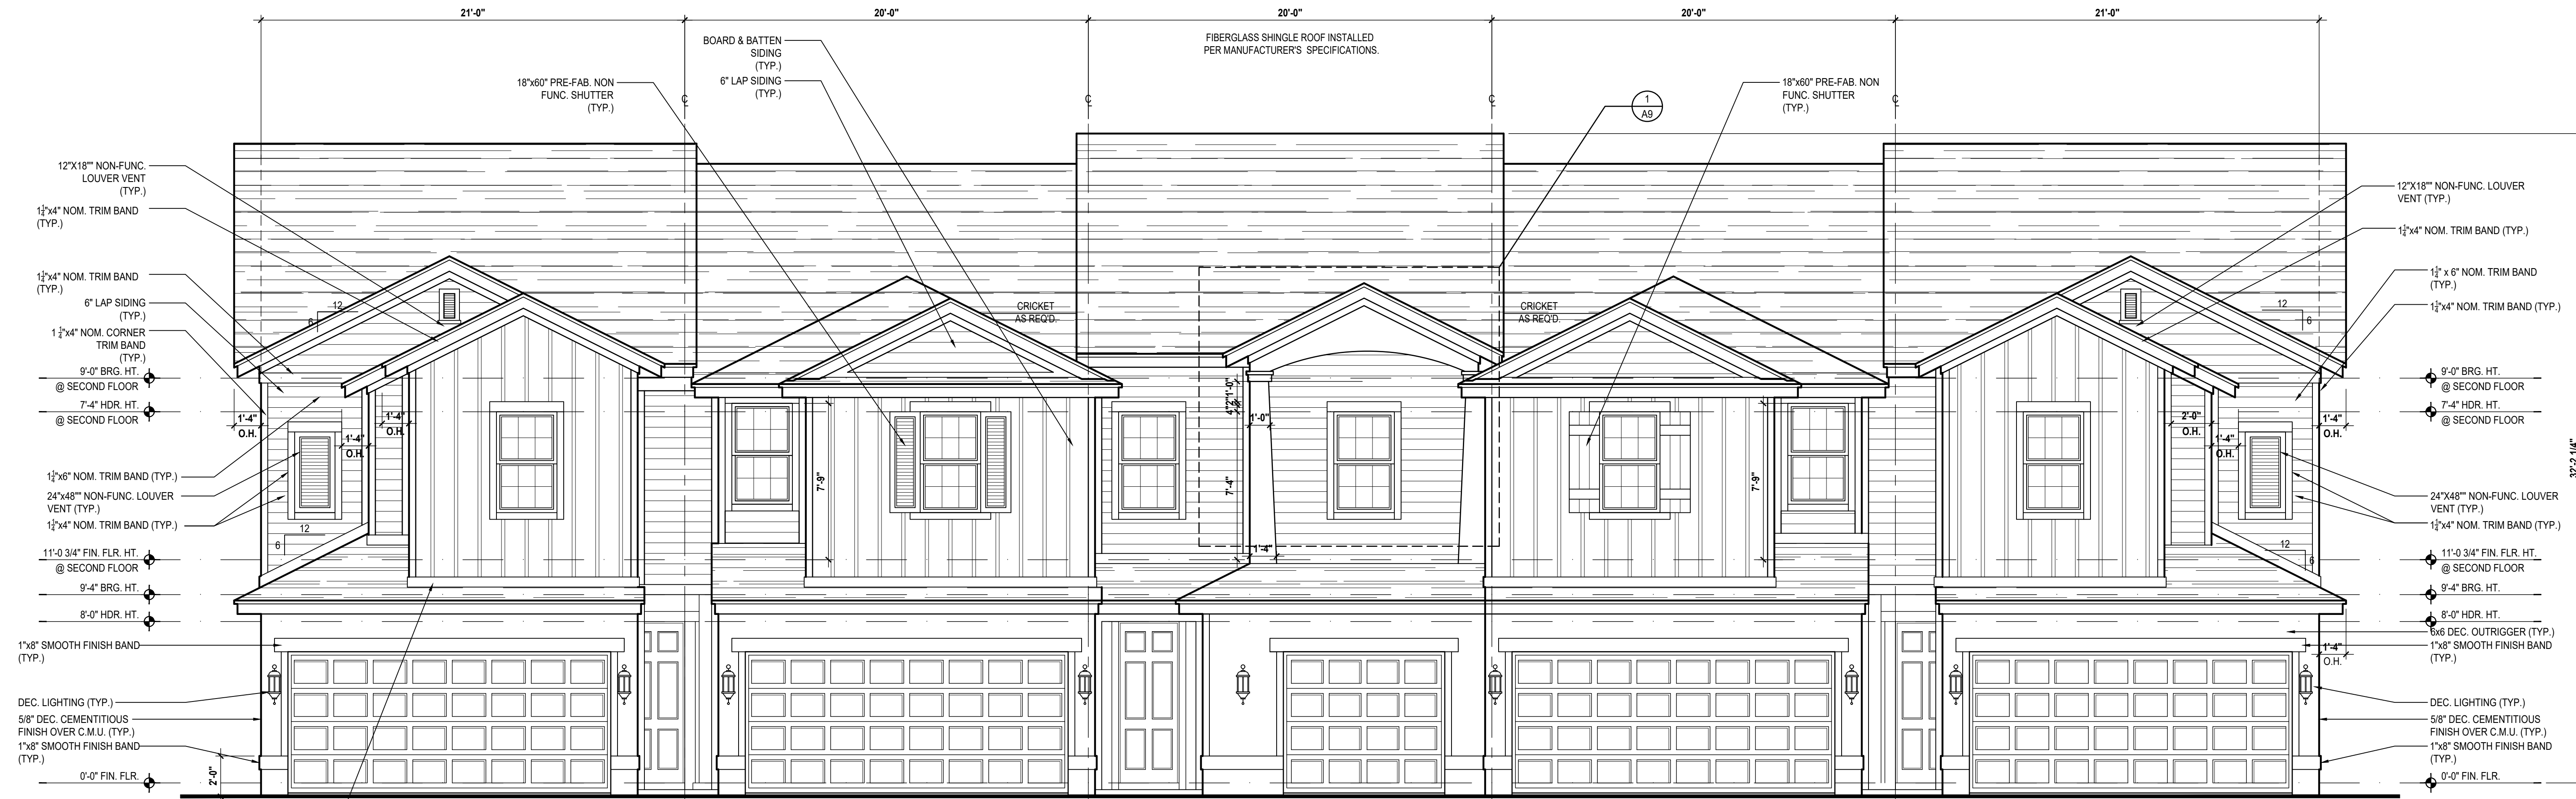 21'-0"
20'-0"
20'-0"
20'-0"
21'-0"
BOARD & BATTEN
SIDING
(TYP.)
6" LAP SIDING
(TYP.)
18"x60" PRE-FAB. NON
FUNC. SHUTTER
(TYP.)
FIBERGLASS SHINGLE ROOF INSTALLED
PER MANUFACTURER'S SPECIFICATIONS.
1
A9
18"x60" PRE-FAB. NON
FUNC. SHUTTER
(TYP.)
12"X18"" NON-FUNC.
LOUVER VENT
(TYP.)
1¼"x4" NOM. TRIM BAND
(TYP.)
1¼"x4" NOM. TRIM BAND
(TYP.)
6" LAP SIDING
(TYP.)
1 ¼"x4" NOM. CORNER
TRIM BAND
(TYP.)
9'-0" BRG. HT.
@ SECOND FLOOR
7'-4" HDR. HT.
@ SECOND FLOOR
1¼"x6" NOM. TRIM BAND (TYP.)
24"x48"" NON-FUNC. LOUVER
VENT (TYP.)
1¼"x4" NOM. TRIM BAND (TYP.)
11'-0 3/4" FIN. FLR. HT.
@ SECOND FLOOR
9'-4" BRG. HT.
8'-0" HDR. HT.
1"x8" SMOOTH FINISH BAND
(TYP.)
DEC. LIGHTING (TYP.)
5/8" DEC. CEMENTITIOUS
FINISH OVER C.M.U. (TYP.)
1"x8" SMOOTH FINISH BAND
(TYP.)
0'-0" FIN. FLR.
2'-0"
12
6
1'-4"
O.H.
1'-4"
O.H.
1'-4"
O.H.
12
6
CRICKET
AS REQ'D.
CRICKET
AS REQ'D.
7'-9"
4"2"1'-0"
1'-0"
7'-4"
1'-4"
7'-9"
12
6
2'-0"
O.H.
1'-4"
O.H.
1'-4"
O.H.
12
6
1'-4"
O.H.
12"X18"" NON-FUNC. LOUVER
VENT (TYP.)
1¼"x4" NOM. TRIM BAND (TYP.)
1¼" x 6" NOM. TRIM BAND
(TYP.)
1¼"x4" NOM. TRIM BAND (TYP.)
9'-0" BRG. HT.
@ SECOND FLOOR
7'-4" HDR. HT.
@ SECOND FLOOR
24"X48"" NON-FUNC. LOUVER
VENT (TYP.)
1¼"x4" NOM. TRIM BAND (TYP.)
11'-0 3/4" FIN. FLR. HT.
@ SECOND FLOOR
9'-4" BRG. HT.
8'-0" HDR. HT.
6x6 DEC. OUTRIGGER (TYP.)
1"x8" SMOOTH FINISH BAND
(TYP.)
DEC. LIGHTING (TYP.)
5/8" DEC. CEMENTITIOUS
FINISH OVER C.M.U. (TYP.)
1"x8" SMOOTH FINISH BAND
(TYP.)
0'-0" FIN. FLR.
32'-2 1/4"